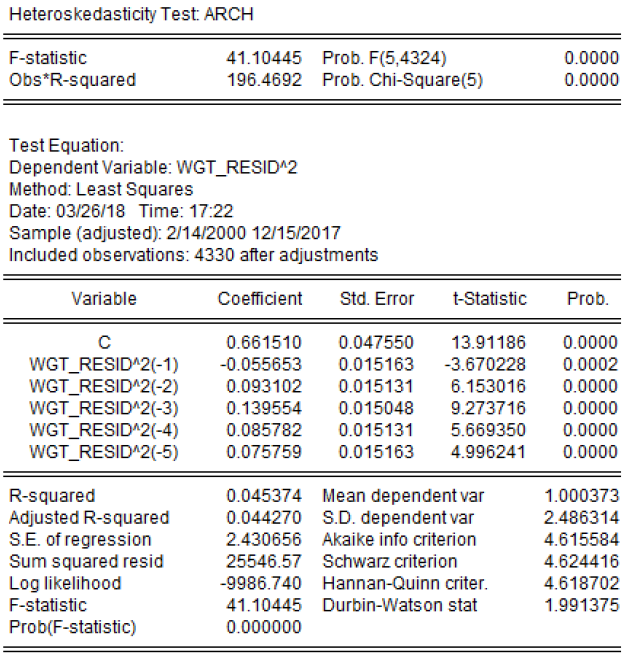 Heteroskedasticity Test: ARCH
F-statistic 41.10445 Prob. F(5,4324) 0.0000
Obs*R-squared 196.4692 Prob. Chi-Square(5) 0.0000
Test Equation:
Dependent Variable: WGT_RESID^2
Method: Least Squares
Date: 03/26/18 Time: 17:22
Sample (adjusted): 2/14/2000 12/15/2017
Included observations: 4330 after adjustments
Variable Coefficient Std. Error t-Statistic Prob.
C 0.661510 0.047550 13.91186 0.0000
WGT_RESID^2(-1) -0.055653 0.015163 -3.670228 0.0002
WGT_RESID^2(-2) 0.093102 0.015131 6.153016 0.0000
WGT_RESID^2(-3) 0.139554 0.015048 9.273716 0.0000
WGT_RESID^2(-4) 0.085782 0.015131 5.669350 0.0000
WGT_RESID^2(-5) 0.075759 0.015163 4.996241 0.0000
R-squared 0.045374 Mean dependent var 1.000373
Adjusted R-squared 0.044270 S.D. dependent var 2.486314
S.E. of regression 2.430656 Akaike info criterion 4.615584
Sum squared resid 25546.57 Schwarz criterion 4.624416
Log likelihood -9986.740 Hannan-Quinn criter. 4.618702
F-statistic 41.10445 Durbin-Watson stat 1.991375
Prob(F-statistic) 0.000000